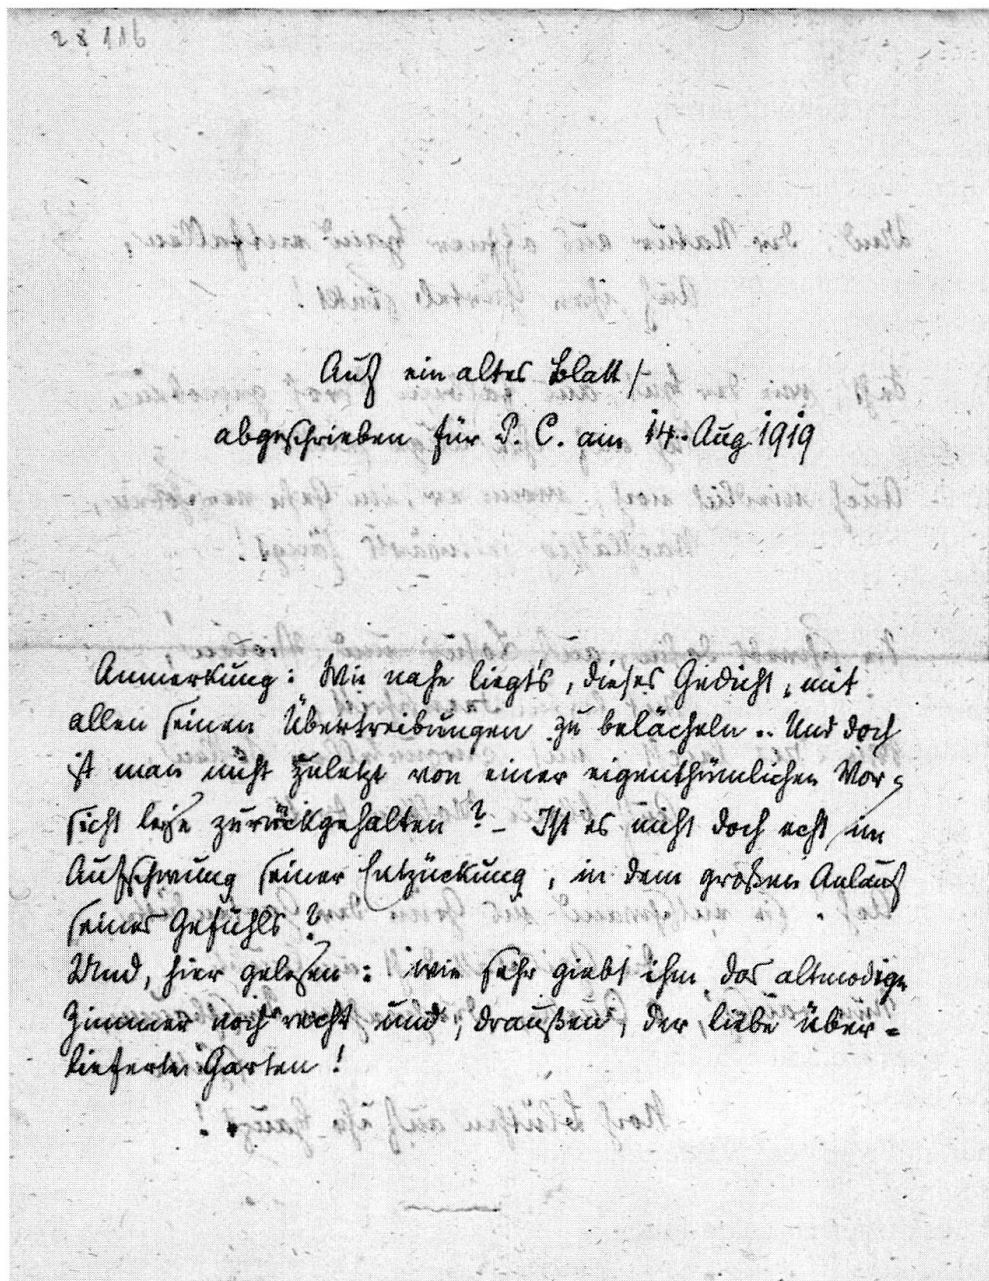 28116
Auf ein altes Blatt /
abgeschrieben für P. C. am 14. Aug. 1919
Anmerkung: Wie nahe liegt's, dieses Gedicht, mit
allen seinen Übertreibungen zu belächeln.. Und doch
ist man nicht zuletzt von einer eigenthümlichen Vor=
sicht leise zurückgehalten? – Ist es nicht doch echt im
Aufschwung seiner Entzückung, in dem großen Anlauf
seines Gefühls?
Und, hier gelesen: wie sehr giebt ihm das altmodige
Zimmer noch recht und, draußen, der liebe über=
lieferte Garten!